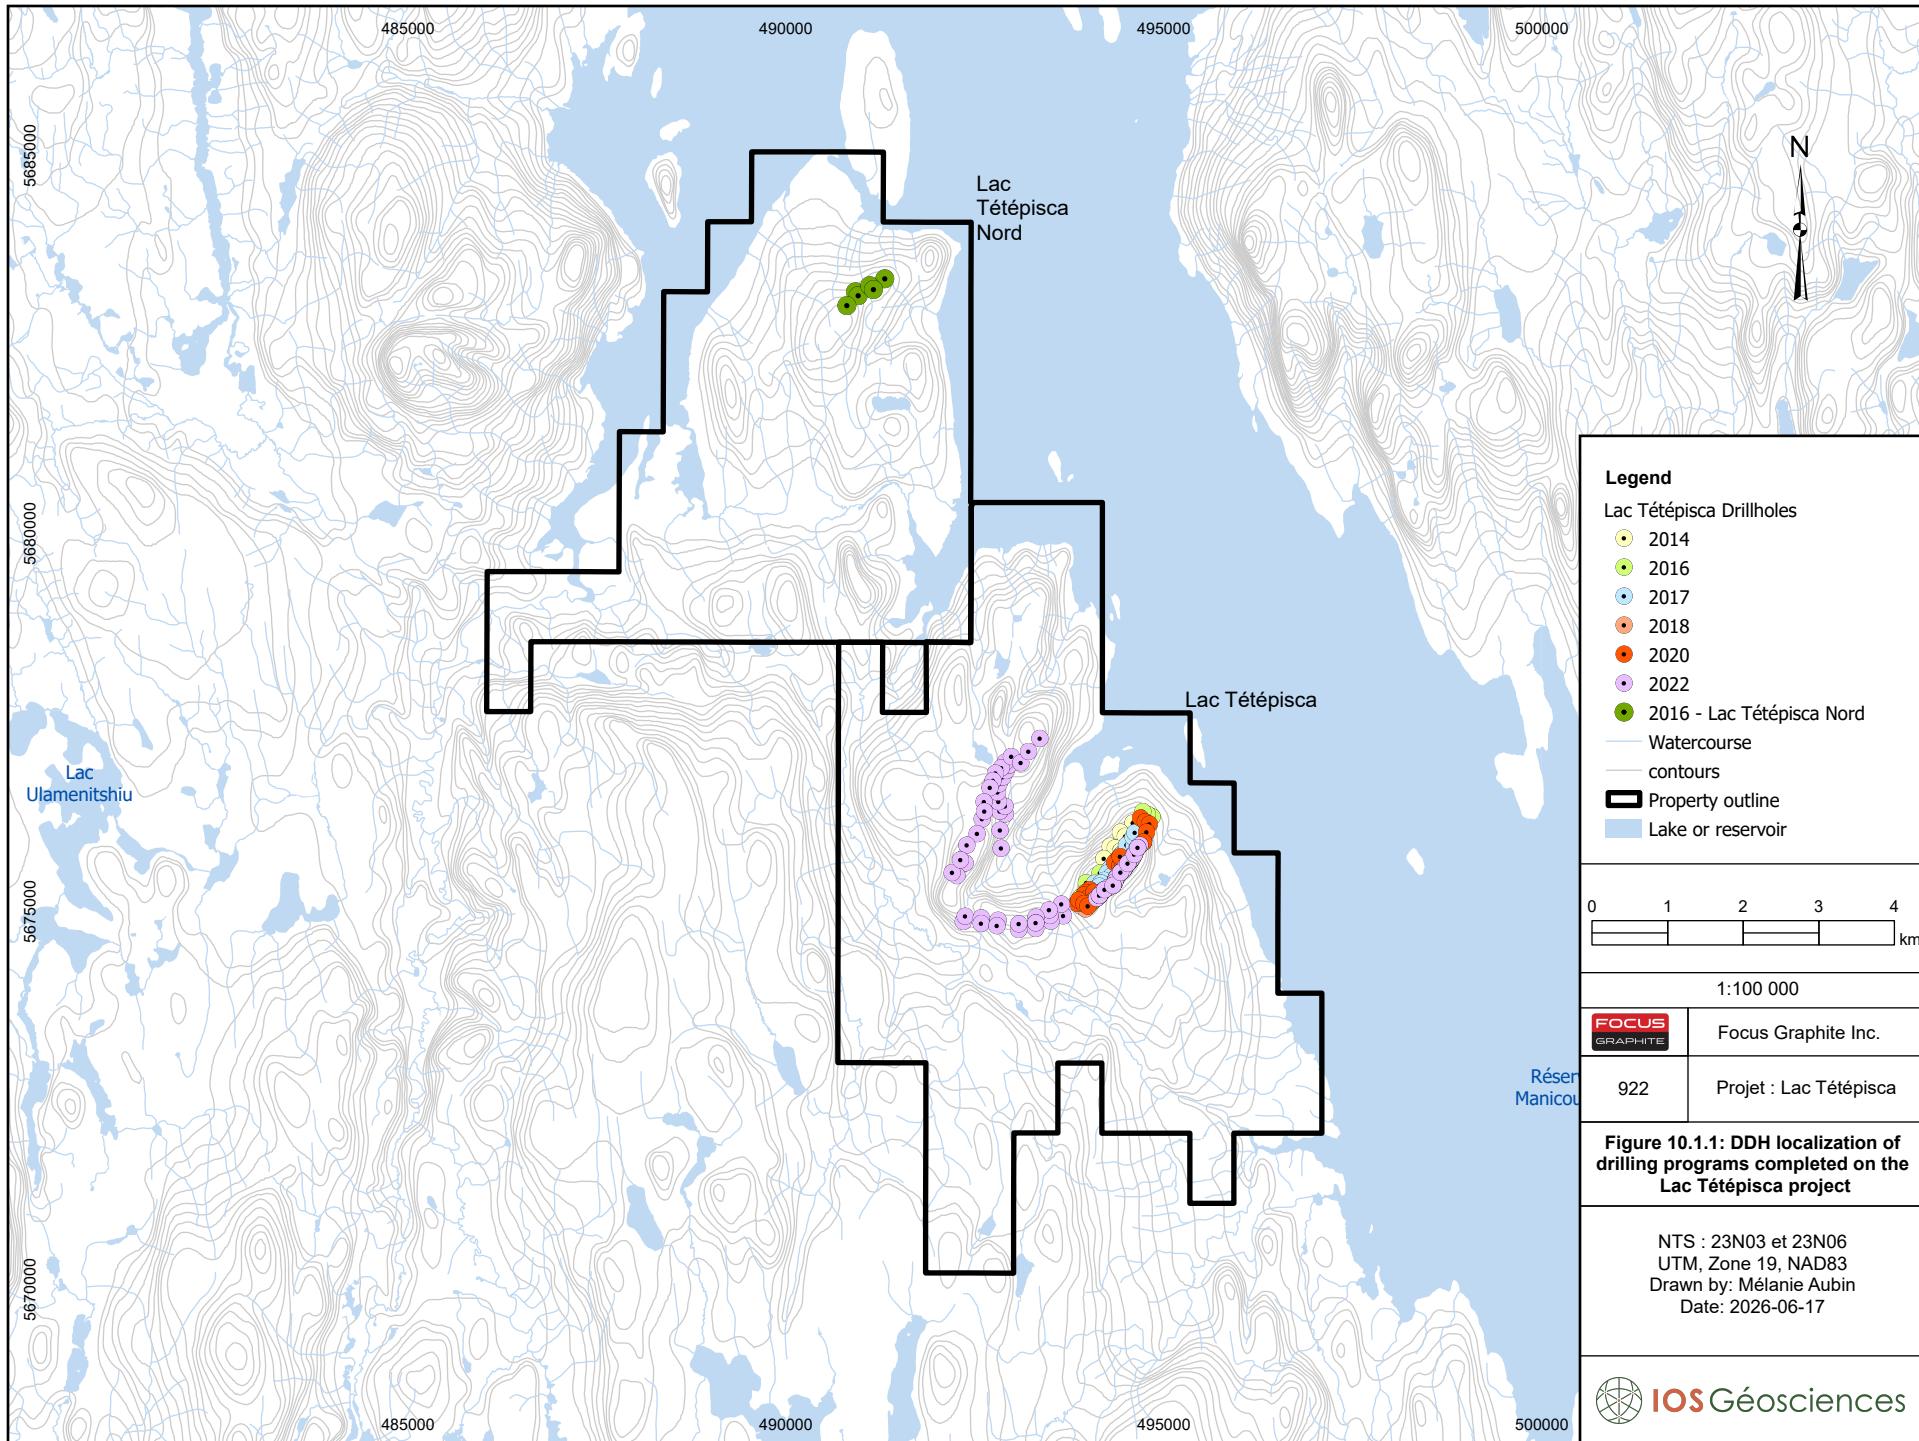 485000
490000
495000
500000
5685000
5680000
5675000
5670000
N
Lac
Tétépisca
Nord
Lac Tétépisca
Lac
Ulamenitshiu
Réser
Manicou
Legend
Lac Tétépisca Drillholes
2014
2016
2017
2018
2020
2022
2016 - Lac Tétépisca Nord
Watercourse
contours
Property outline
Lake or reservoir
0 1 2 3 4
km
1:100 000
FOCUS
GRAPHITE
Focus Graphite Inc.
922
Projet : Lac Tétépisca
Figure 10.1.1: DDH localization of
drilling programs completed on the
Lac Tétépisca project
NTS : 23N03 et 23N06
UTM, Zone 19, NAD83
Drawn by: Mélanie Aubin
Date: 2026-06-17
IOS Géosciences
485000
490000
495000
500000